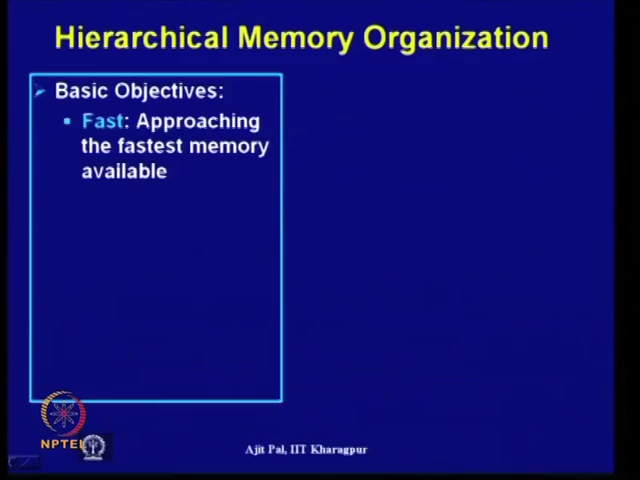 Hierarchical Memory Organization
Basic Objectives:
Fast: Approaching
the fastest memory
available
NPTEL
Ajit Pal, IIT Kharagpur